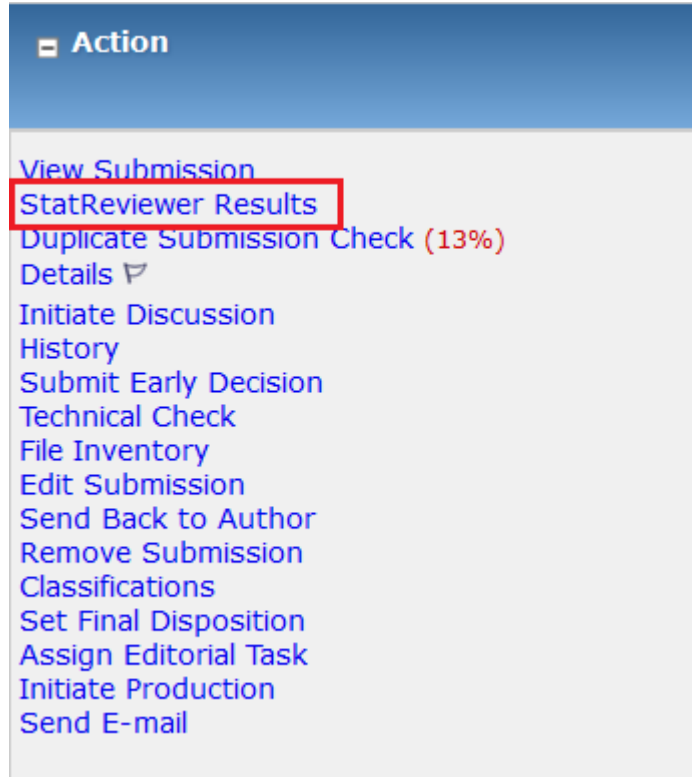 Action
View Submission
StatReviewer Results
Duplicate Submission Check (13%)
Details
Initiate Discussion
History
Submit Early Decision
Technical Check
File Inventory
Edit Submission
Send Back to Author
Remove Submission
Classifications
Set Final Disposition
Assign Editorial Task
Initiate Production
Send E-mail